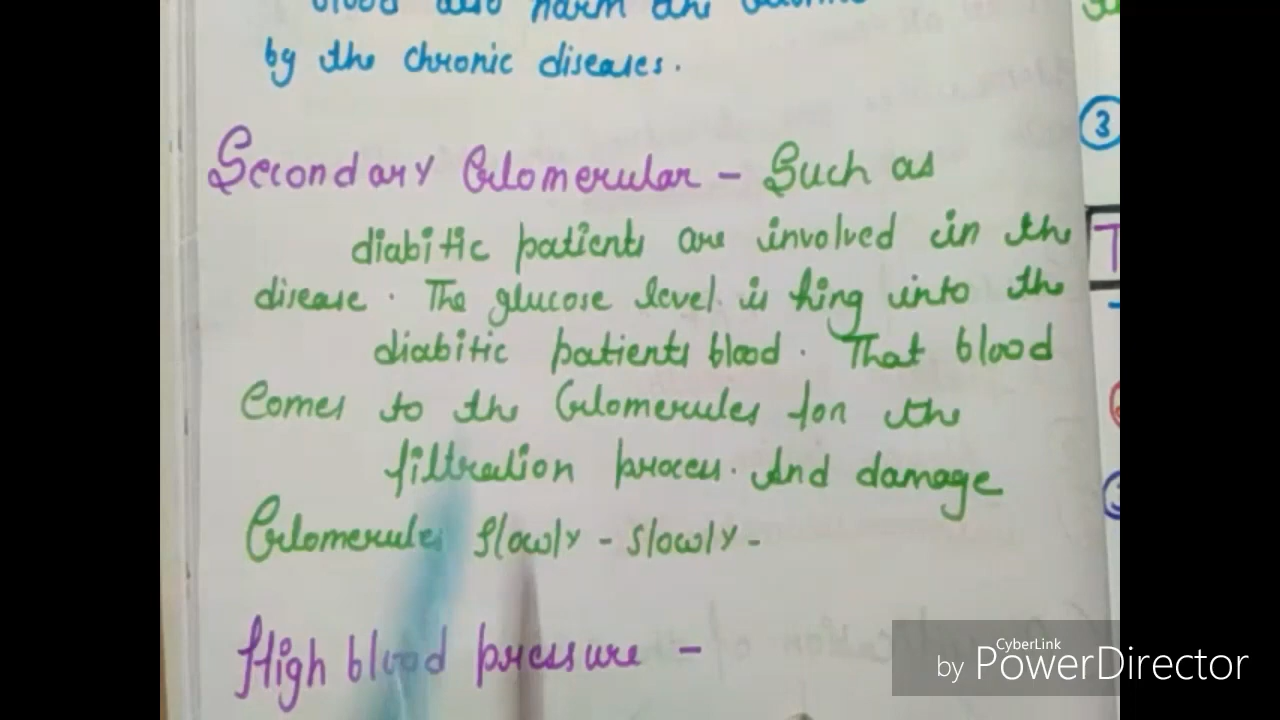 by the chronic diseases.
Secondary Glomerular - Such as
diabitic patients are involved in the
disease. The glucose level is hing into the
diabitic patients blood. That blood
Comes to the Glomerules for the
filtration process. And damage
Glomerules slowly - slowly -
High blood pressure -
3
T
CyberLink
by PowerDirector